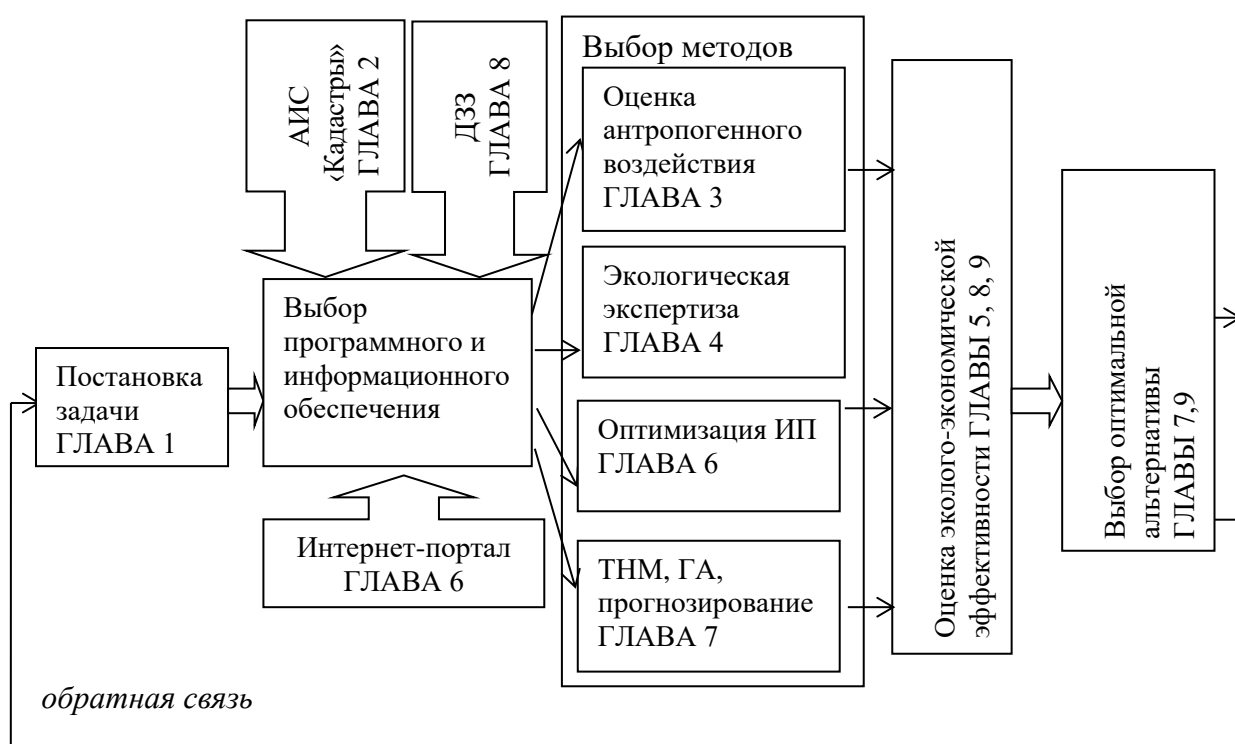 АИС
«Кадастры»
ГЛАВА 2
ДЗЗ
ГЛАВА 8
Выбор методов
Оценка
антропогенного
воздействия
ГЛАВА 3
Экологическая
экспертиза
ГЛАВА 4
Выбор
программного и
информационного
обеспечения
Постановка
задачи
ГЛАВА 1
Оптимизация ИП
ГЛАВА 6
Интернет-портал
ГЛАВА 6
ТНМ, ГА,
прогнозирование
ГЛАВА 7
Оценка эколого-экономической
эффективности ГЛАВЫ 5, 8, 9
Выбор оптимальной
альтернативы
ГЛАВЫ 7,9
обратная связь